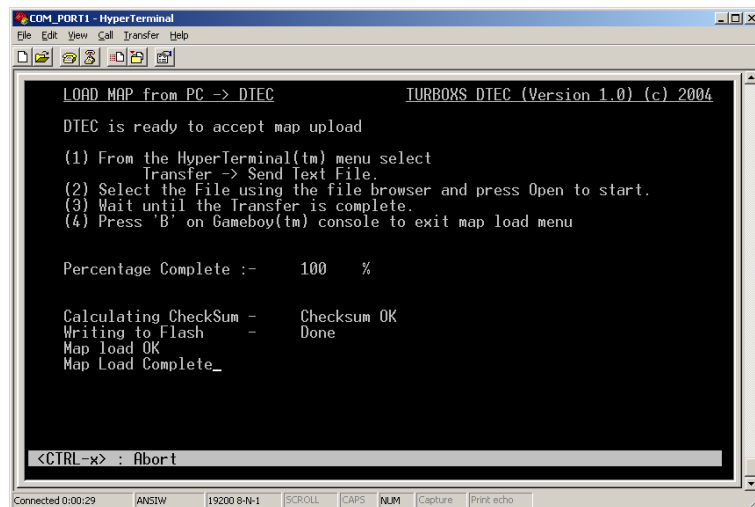 COM_PORT1 - HyperTerminal
File Edit View Call Transfer Help
LOAD MAP from PC -> DTEC TURBOXS DTEC (Version 1.0) (c) 2004
DTEC is ready to accept map upload
(1) From the HyperTerminal(tm) menu select
Transfer -> Send Text File.
(2) Select the File using the file browser and press Open to start.
(3) Wait until the Transfer is complete.
(4) Press 'B' on Gameboy(tm) console to exit map load menu
Percentage Complete :- 100 %
Calculating CheckSum - Checksum OK
Writing to Flash - Done
Map load OK
Map Load Complete_
<CTRL-x> : Abort
Connected 0:00:29 ANSIW 19200 8-N-1 SCROLL CAPS NUM Capture Print echo